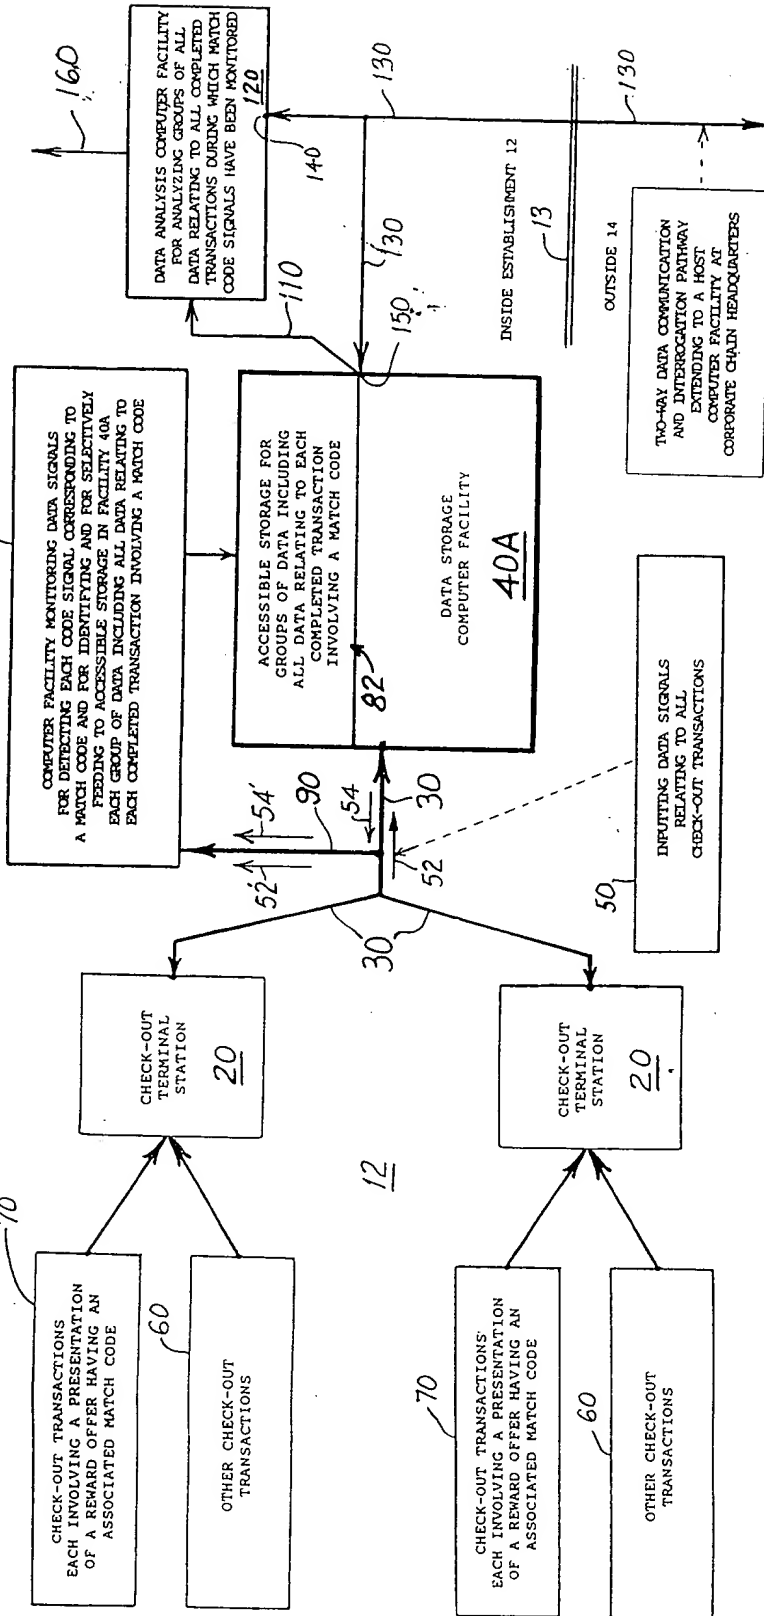 160
DATA ANALYSIS COMPUTER FACILITY
FOR ANALYZING GROUPS OF ALL
DATA RELATING TO ALL COMPLETED
TRANSACTIONS DURING WHICH MATCH
CODE SIGNALS HAVE BEEN MONITORED
120
140
130
130
130
110
150
INSIDE ESTABLISHMENT 12
13
OUTSIDE 14
TWO-WAY DATA COMMUNICATION
AND INTERROGATION PATHWAY
EXTENDING TO A HOST
COMPUTER FACILITY AT
CORPORATE CHAIN HEADQUARTERS
COMPUTER FACILITY MONITORING DATA SIGNALS
FOR DETECTING EACH CODE SIGNAL CORRESPONDING TO
A MATCH CODE AND FOR IDENTIFYING AND FOR SELECTIVELY
FEEDING TO ACCESSIBLE STORAGE IN FACILITY 40A
EACH GROUP OF DATA INCLUDING ALL DATA RELATING TO
EACH COMPLETED TRANSACTION INVOLVING A MATCH CODE
ACCESSIBLE STORAGE FOR
GROUPS OF DATA INCLUDING
ALL DATA RELATING TO EACH
COMPLETED TRANSACTION
INVOLVING A MATCH CODE
82
DATA STORAGE
COMPUTER FACILITY
40A
52'
54'
90
54
30
52
30
50
INPUTTING DATA SIGNALS
RELATING TO ALL
CHECK-OUT TRANSACTIONS
CHECK-OUT
TERMINAL
STATION
20
CHECK-OUT
TERMINAL
STATION
20
12
70
CHECK-OUT TRANSACTIONS
EACH INVOLVING A PRESENTATION
OF A REWARD OFFER HAVING AN
ASSOCIATED MATCH CODE
60
OTHER CHECK-OUT
TRANSACTIONS
70
CHECK-OUT TRANSACTIONS
EACH INVOLVING A PRESENTATION
OF A REWARD OFFER HAVING AN
ASSOCIATED MATCH CODE
60
OTHER CHECK-OUT
TRANSACTIONS